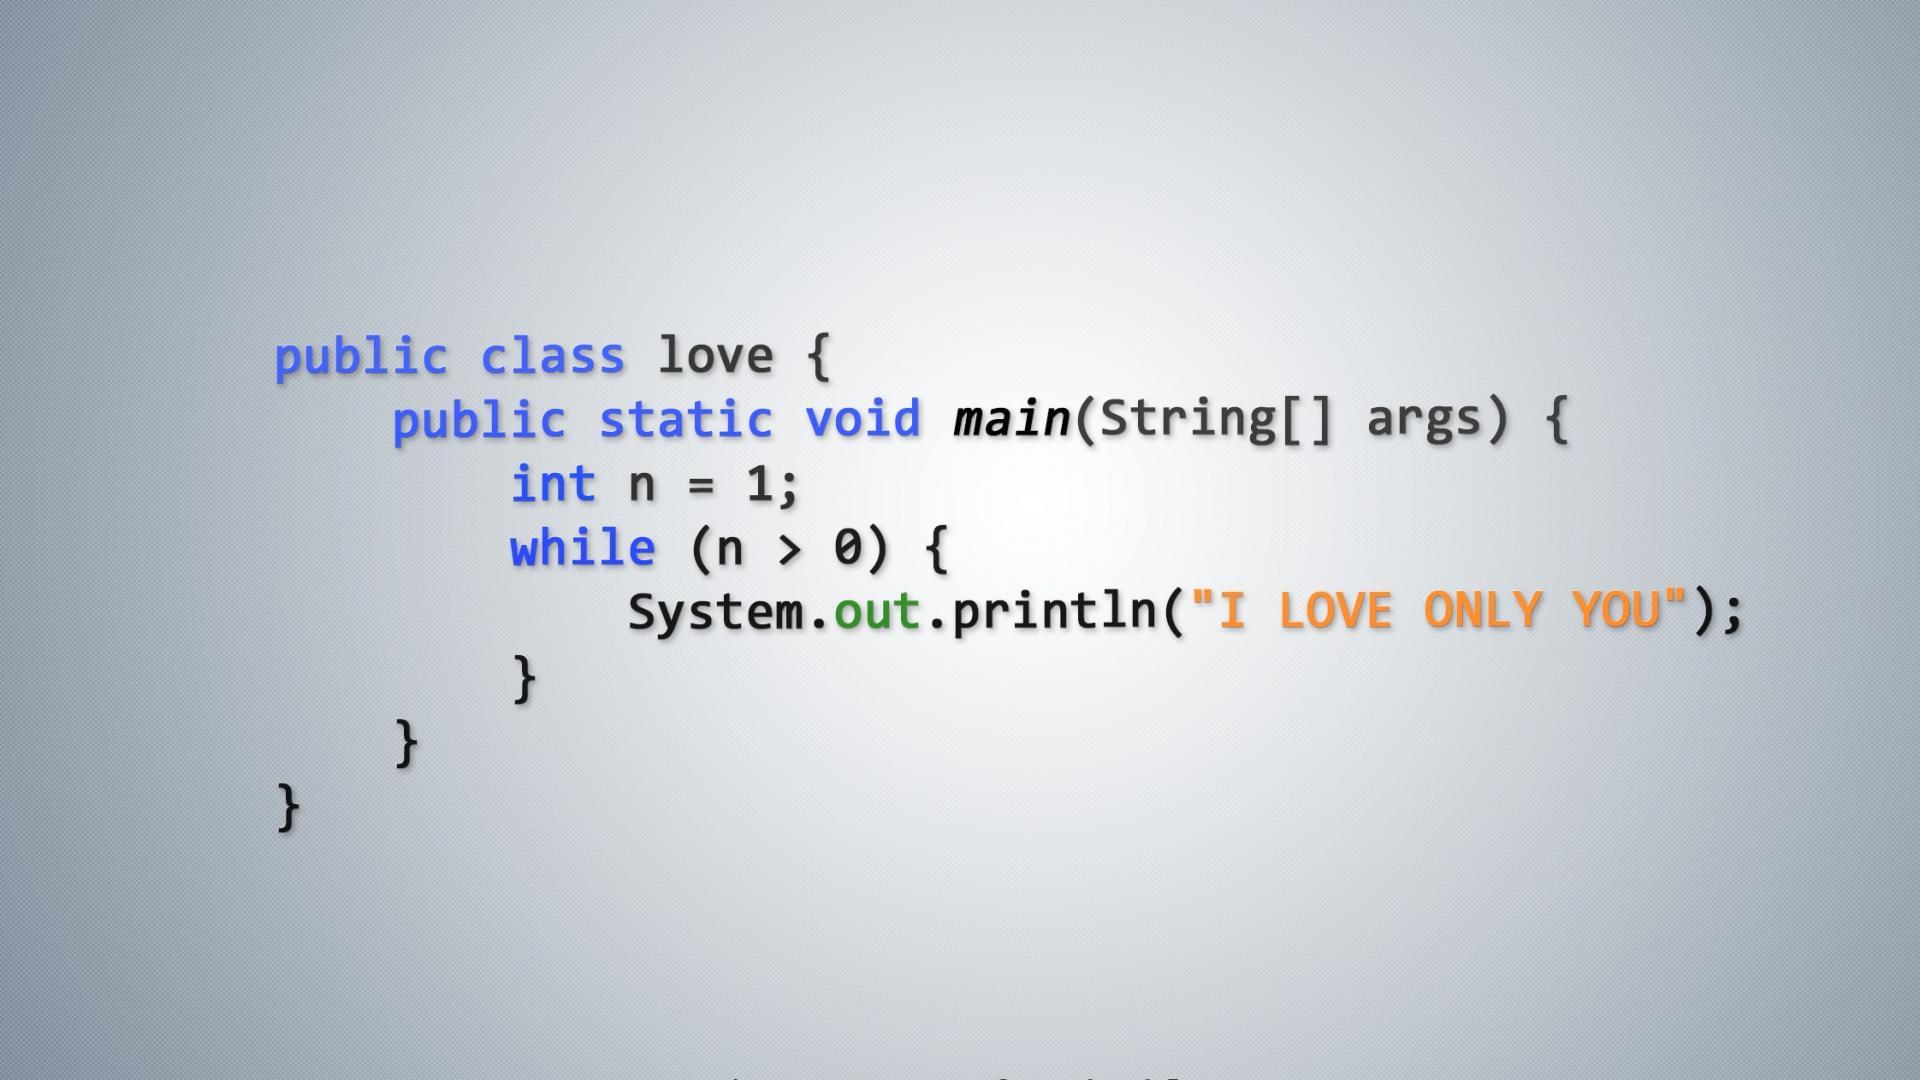 public class love {
    public static void main(String[] args) {
        int n = 1;
        while (n > 0) {
            System.out.println("I LOVE ONLY YOU");
        }
    }
}